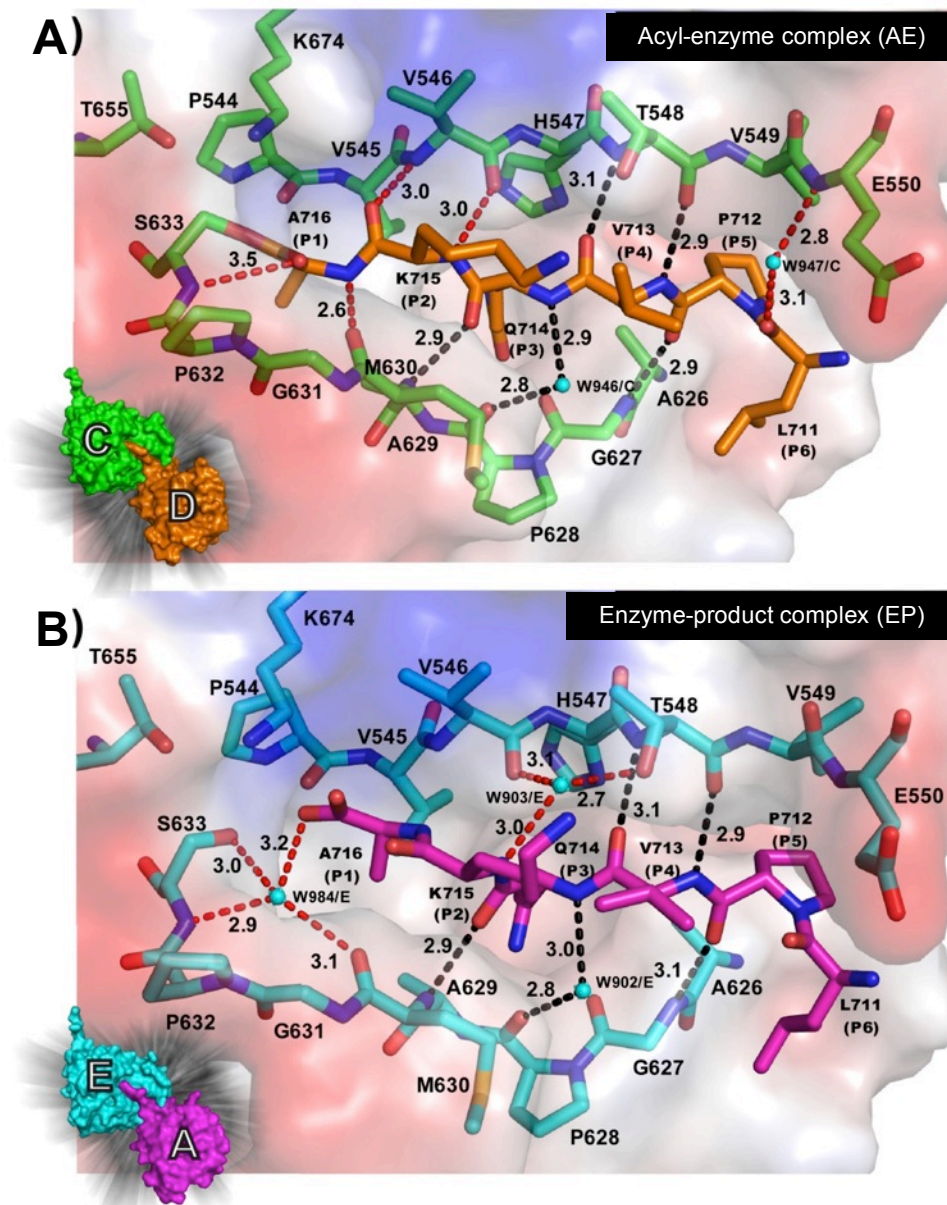 A)
Acyl-enzyme complex (AE)
K674
V546
T655
P544
H547
T548
V545
V549
E550
3.0
3.1
A716
(P1)
3.0
P712
(P5)
S633
V713
(P4)
2.9
2.8
W947/C
3.5
K715
(P2)
3.1
2.6
2.9
Q714
(P3)
2.9
P632
G631
M630
2.8
W946/C
2.9
A626
A629
L711
(P6)
G627
C
D
P628
B)
Enzyme-product complex (EP)
K674
T655
V546
P544
H547
T548
V549
V545
3.1
W903/E
2.7
3.1
E550
S633
3.2
3.0
2.9
P712
(P5)
3.0
A716
(P1)
Q714
(P3)
V713
(P4)
W984/E
K715
(P2)
2.9
3.1
2.9
3.0
3.1
A629
2.8
W902/E
A626
P632
G631
L711
(P6)
G627
M630
E
P628
A